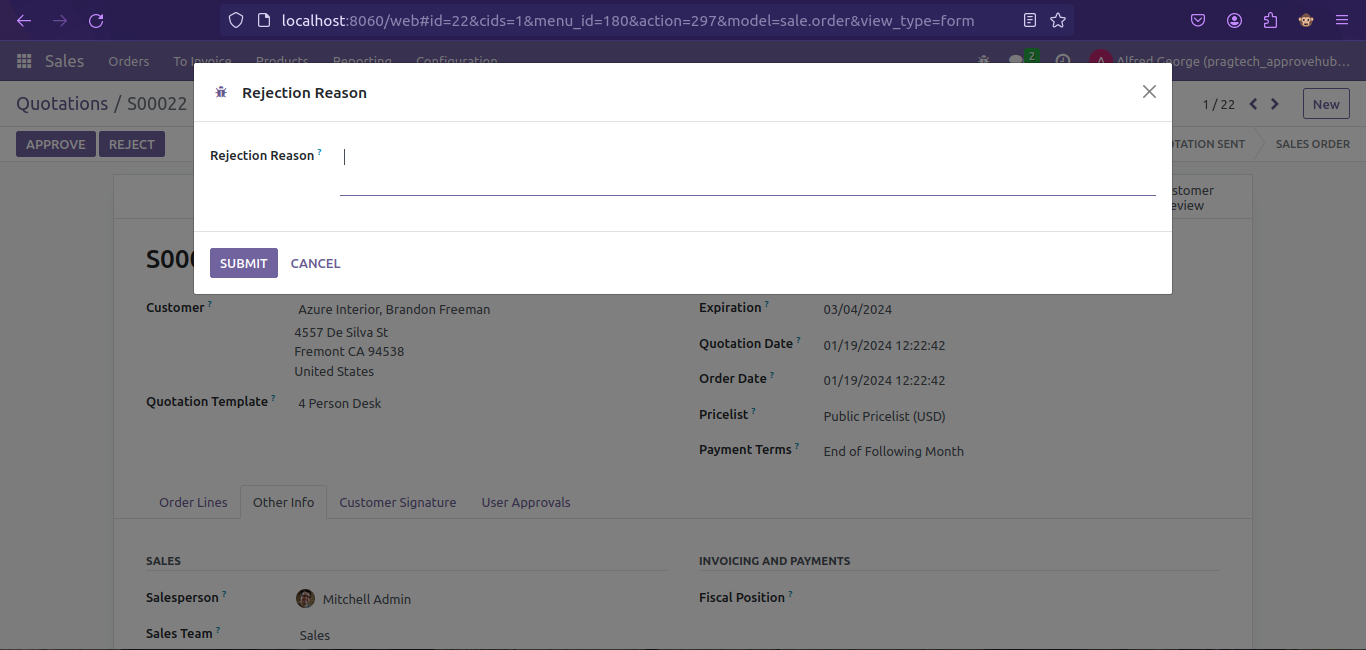 localhost:8060/web#id=22&cids=1&menu_id=180&action=297&model=sale.order&view_type=form
Sales Orders To Invoice Products Reporting Configuration 2 A Alfred George (pragtech_approvehub...
Quotations / S00022 1 / 22 New
Rejection Reason
APPROVE REJECT TATION SENT SALES ORDER
Rejection Reason ?
stomer
eview
SUBMIT CANCEL
S000
Customer ? Azure Interior, Brandon Freeman Expiration ? 03/04/2024
4557 De Silva St
Fremont CA 94538 Quotation Date ? 01/19/2024 12:22:42
United States Order Date ? 01/19/2024 12:22:42
Quotation Template ? 4 Person Desk Pricelist ? Public Pricelist (USD)
Payment Terms ? End of Following Month
Order Lines Other Info Customer Signature User Approvals
SALES INVOICING AND PAYMENTS
Salesperson ? Mitchell Admin Fiscal Position ?
Sales Team ? Sales